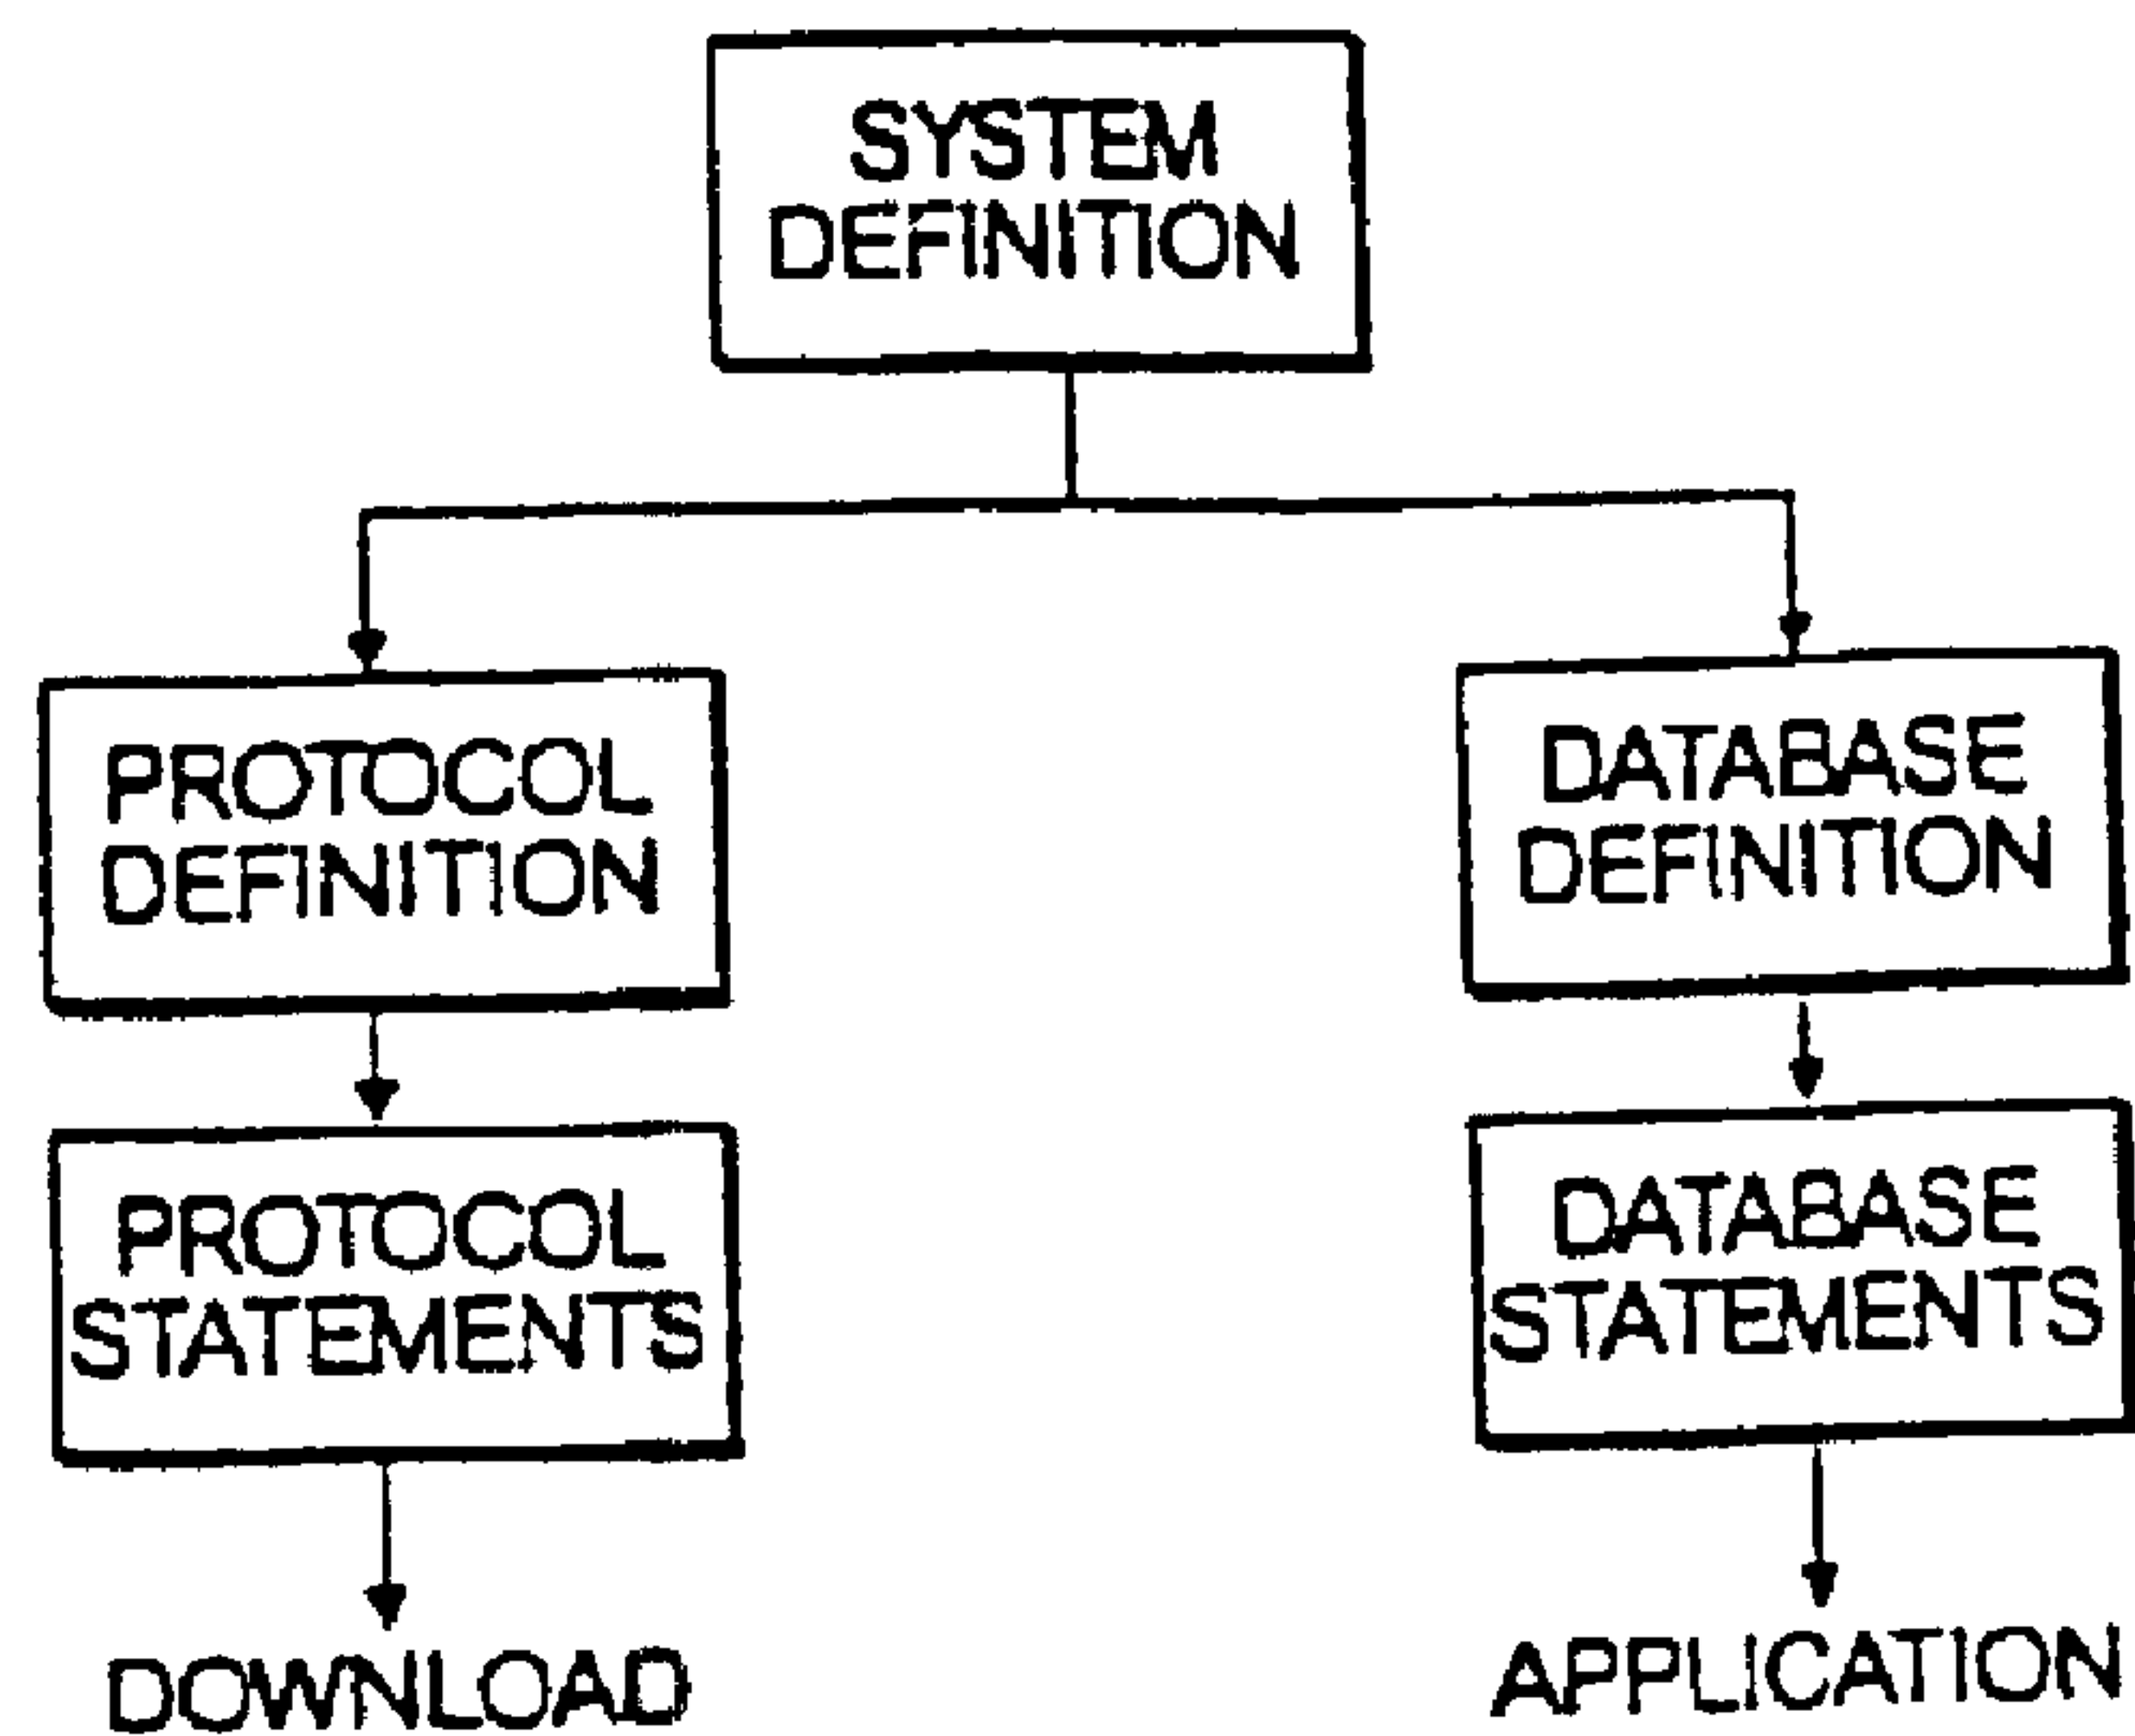 SYSTEM
DEFINITION
PROTOCOL
DEFINITION
DATABASE
DEFINITION
PROTOCOL
STATEMENTS
DATABASE
STATEMENTS
DOWNLOAD
APPLICATION